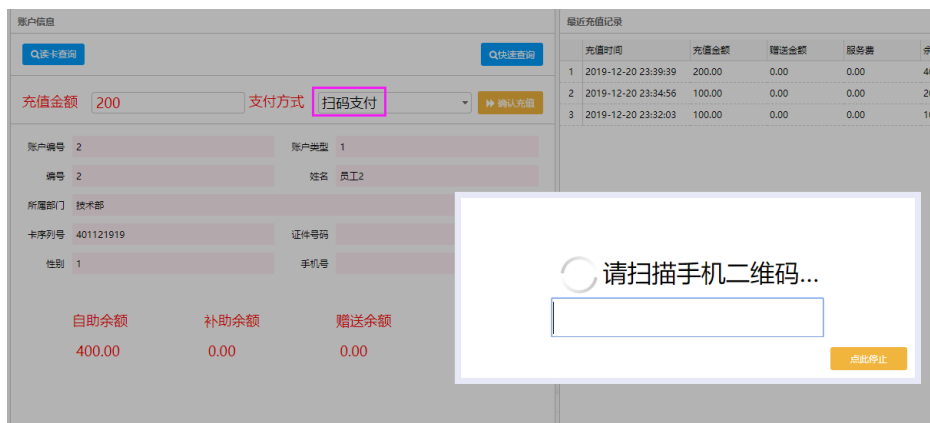 账户信息
最近充值记录
读卡查询
快速查询
充值时间 充值金额 赠送金额 服务费
1 2019-12-20 23:39:39 200.00 0.00 0.00
2 2019-12-20 23:34:56 100.00 0.00 0.00
3 2019-12-20 23:32:03 100.00 0.00 0.00
充值金额 200 支付方式 扫码支付 确认充值
账户编号 2 账户类型 1
编号 2 姓名 员工2
所属部门 技术部
卡序列号 401121919 证件号码
性别 1 手机号
自助余额 补助余额 赠送余额
400.00 0.00 0.00
请扫描手机二维码...
点此停止